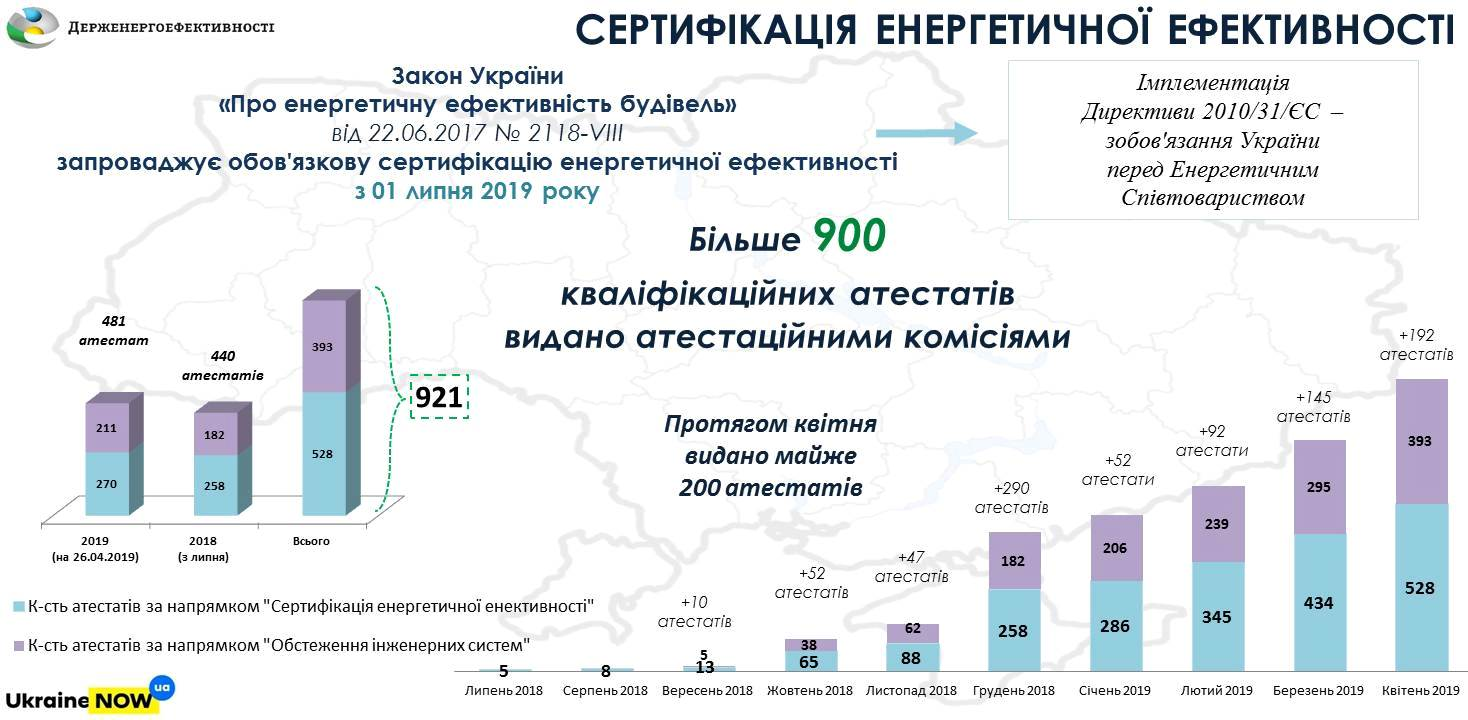 ДЕРЖЕНЕРГОЕФЕКТИВНОСТІ
СЕРТИФІКАЦІЯ ЕНЕРГЕТИЧНОЇ ЕФЕКТИВНОСТІ
Закон України
«Про енергетичну ефективність будівель»
від 22.06.2017 № 2118-VIII
запроваджує обов'язкову сертифікацію енергетичної ефективності
з 01 липня 2019 року
Імплементація
Директиви 2010/31/ЄС –
зобов'язання України
перед Енергетичним
Співтовариством
Більше 900
кваліфікаційних атестатів
видано атестаційними комісіями
Протягом квітня
видано майже
200 атестатів
481
атестат
440
атестатів
211
270
182
258
393
528
921
2019
(на 26.04.2019)
2018
(з липня)
Всього
К-сть атестатів за напрямком "Сертифікація енергетичної енективності"
К-сть атестатів за напрямком "Обстеження інженерних систем"
5
8
+10
атестатів
5
13
+52
атестатів
38
65
+47
атестатів
62
88
+290
атестатів
182
258
+52
атестати
206
286
+92
атестати
239
345
+145
атестатів
295
434
+192
атестатів
393
528
Липень 2018
Серпень 2018
Вересень 2018
Жовтень 2018
Листопад 2018
Грудень 2018
Січень 2019
Лютий 2019
Березень 2019
Квітень 2019
Ukraine NOW ua